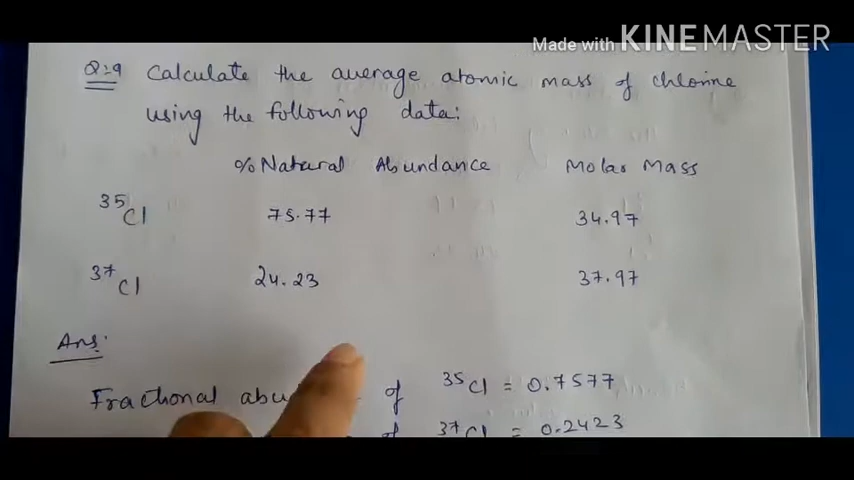 Made with KINEMASTER
Q:9 Calculate the average atomic mass of chlorine
using the following data:
% Natural Abundance Molar Mass
35Cl 75.77 34.97
37Cl 24.23 37.97
Ans:
Fractional of 35Cl = 0.7577
of 37Cl = 0.2423